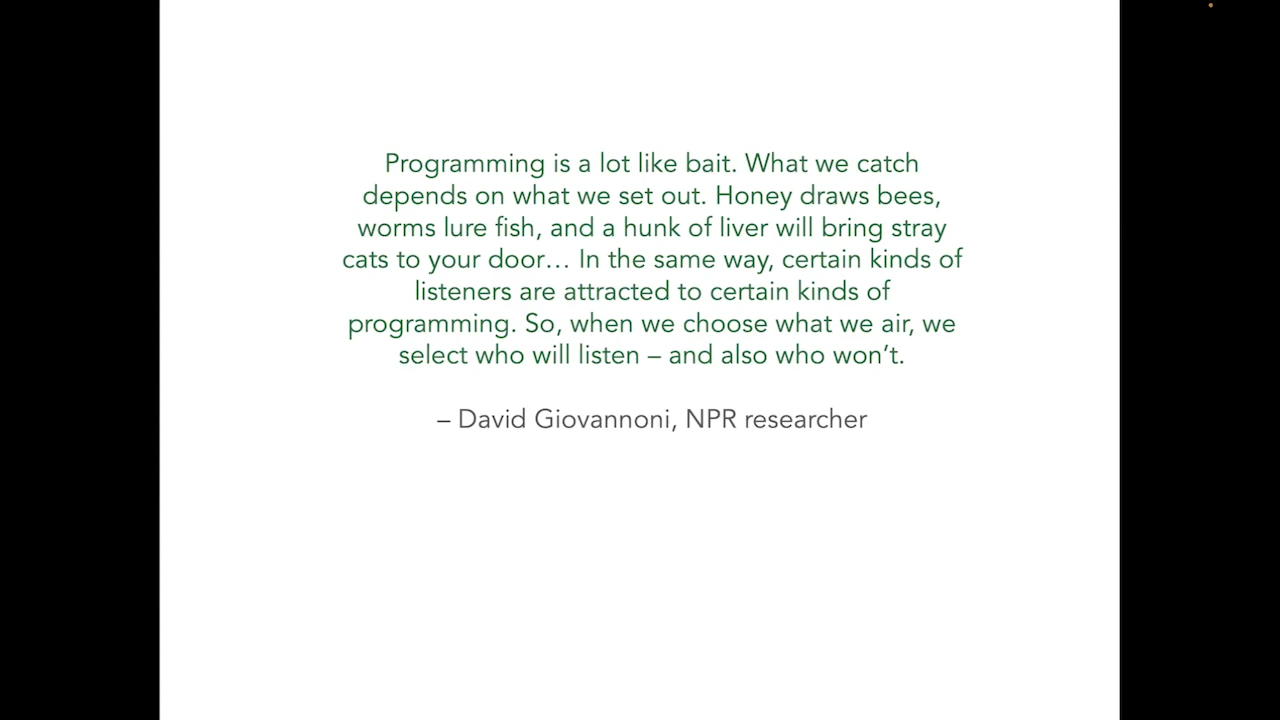 Programming is a lot like bait. What we catch
depends on what we set out. Honey draws bees,
worms lure fish, and a hunk of liver will bring stray
cats to your door… In the same way, certain kinds of
listeners are attracted to certain kinds of
programming. So, when we choose what we air, we
select who will listen – and also who won’t.
– David Giovannoni, NPR researcher